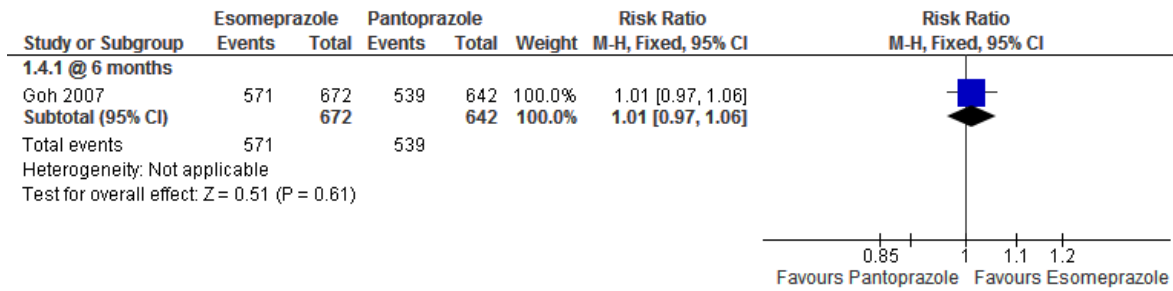 Esomeprazole Pantoprazole Risk Ratio Risk Ratio
Study or Subgroup Events Total Events Total Weight M-H, Fixed, 95% CI M-H, Fixed, 95% CI
1.4.1 @ 6 months
Goh 2007 571 672 539 642 100.0% 1.01 [0.97, 1.06]
Subtotal (95% CI) 672 642 100.0% 1.01 [0.97, 1.06]
Total events 571 539
Heterogeneity: Not applicable
Test for overall effect: Z = 0.51 (P = 0.61)
0.85 1 1.1 1.2
Favours Pantoprazole Favours Esomeprazole